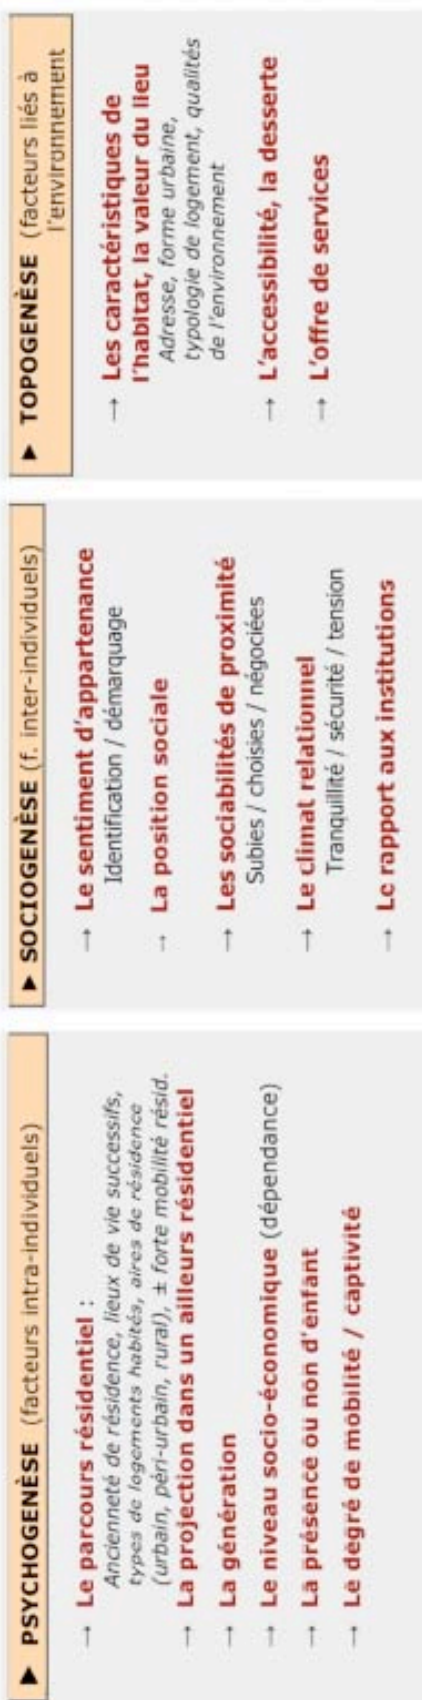 ▶ PSYCHOGENÈSE (facteurs intra-individuels)
→ Le parcours résidentiel :
Ancienneté de résidence, lieux de vie successifs,
types de logements habités, aires de résidence
(urbain, péri-urbain, rural), ± forte mobilité résid.
→ La projection dans un ailleurs résidentiel
→ La génération
→ Le niveau socio-économique (dépendance)
→ La présence ou non d'enfant
→ Le degré de mobilité / captivité
▶ SOCIOGENÈSE (f. inter-individuels)
→ Le sentiment d'appartenance
Identification / démarquage
→ La position sociale
→ Les sociabilités de proximité
Subies / choisies / négociées
→ Le climat relationnel
Tranquillité / sécurité / tension
→ Le rapport aux institutions
▶ TOPOGENÈSE (facteurs liés à
l'environnement
→ Les caractéristiques de
l'habitat, la valeur du lieu
Adresse, forme urbaine,
typologie de logement, qualités
de l'environnement
→ L'accessibilité, la desserte
→ L'offre de services